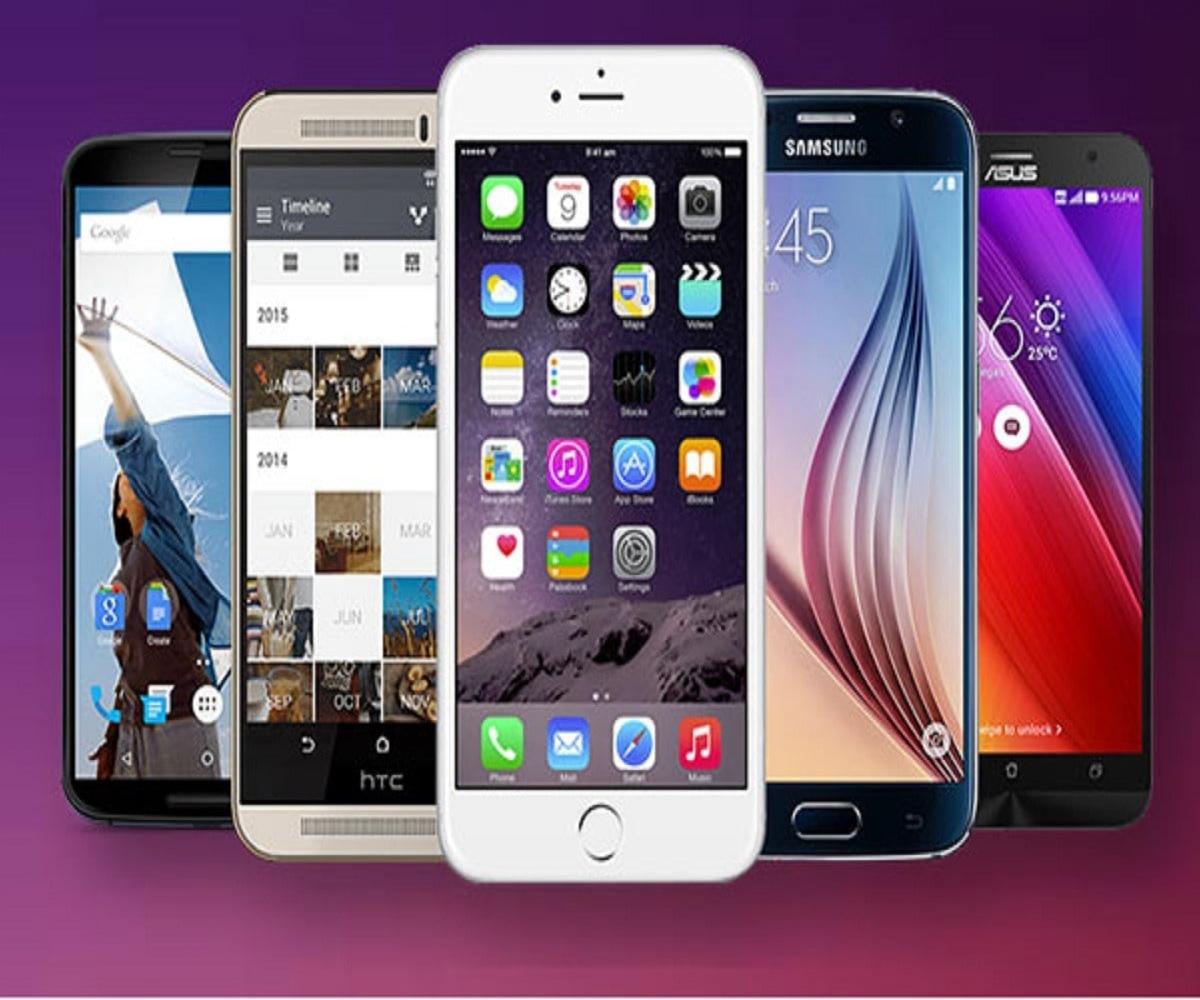 Google
Google
Create
Timeline
Year
2015
JAN FEB MAR
2014
JAN FEB MAR
MAY JUN JUL
SEP OCT NOV
hTC
9:41 am 100%
Tuesday
9
Messages Calendar Photos Camera
Weather Clock Maps Videos
Notes Reminders Stocks Game Center
Newsstand iTunes Store App Store iBooks
Health Passbook Settings
Phone Mail Safari Music
SAMSUNG
:45
ASUS
9:56PM
56
25°C
wipe to unlock >